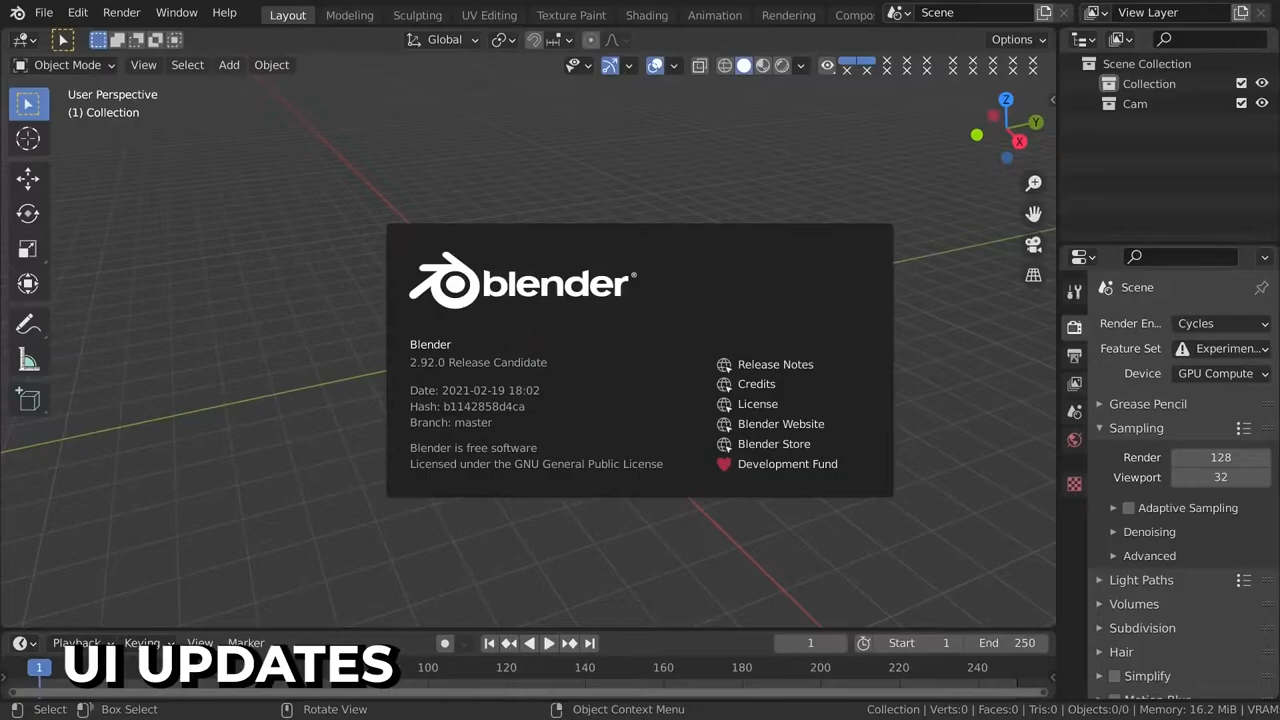 File Edit Render Window Help Layout Modeling Sculpting UV Editing Texture Paint Shading Animation Rendering Compo Scene View Layer
Global Options
Object Mode View Select Add Object
User Perspective
(1) Collection
Z
Y
X
Scene Collection
Collection
Cam
Scene
Render En... Cycles
Feature Set Experimen...
Device GPU Compute
Grease Pencil
Sampling
Render 128
Viewport 32
Adaptive Sampling
Denoising
Advanced
Light Paths
Volumes
Subdivision
Hair
Simplify
Motion Blur
blender®
Blender
2.92.0 Release Candidate
Date: 2021-02-19 18:02
Hash: b1142858d4ca
Branch: master
Blender is free software
Licensed under the GNU General Public License
Release Notes
Credits
License
Blender Website
Blender Store
Development Fund
Playback Keying View Marker 1 Start 1 End 250
1 100 120 140 160 180 200 220 240
UI UPDATES
Select Box Select Rotate View Object Context Menu Collection | Verts:0 | Faces:0 | Tris:0 | Objects:0/0 | Memory: 16.2 MiB | VRAM